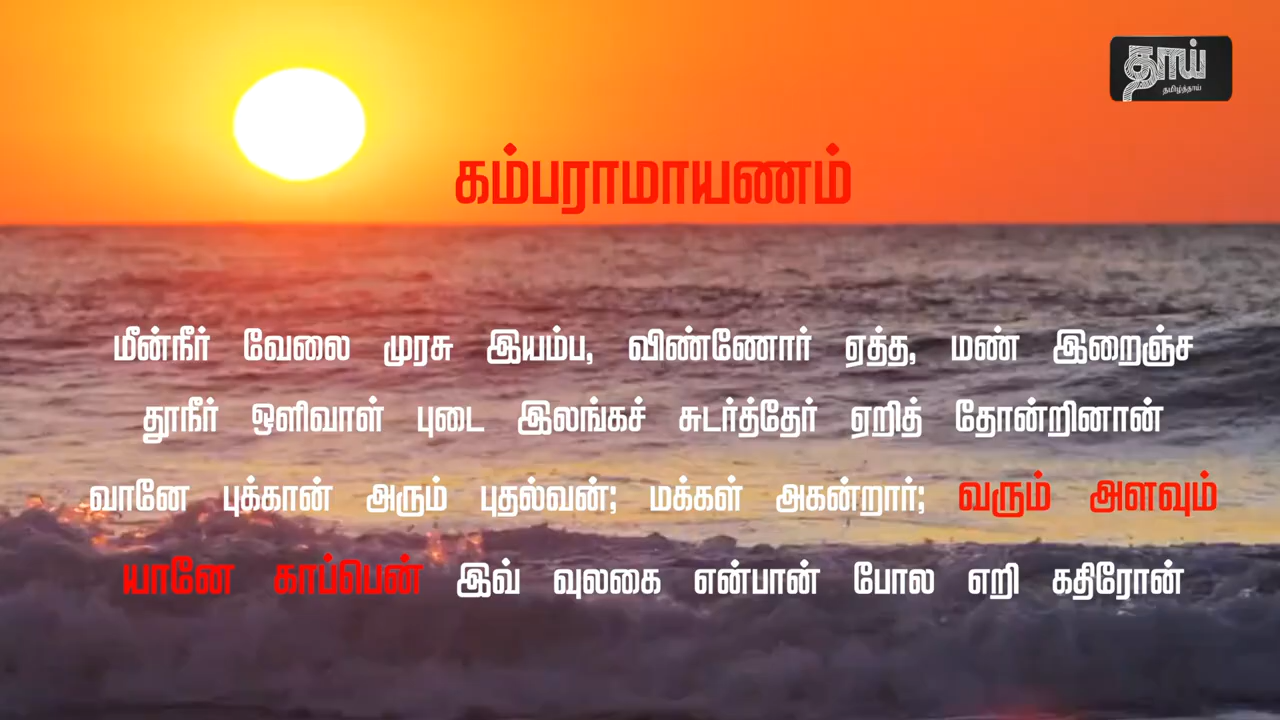 தாய்
தமிழ்த்தாய்
கம்பராமாயணம்
மீன்நீர் வேலை முரசு இயம்ப, விண்ணோர் ஏத்த, மண் இறைஞ்ச
தூநீர் ஒளிவாள் புடை இலங்கச் சுடர்த்தேர் ஏறித் தோன்றினான்
வானே புக்கான் அரும் புதல்வன்; மக்கள் அகன்றார்; வரும் அளவும்
யானே காப்பென் இவ் வுலகை என்பான் போல எறி கதிரோன்